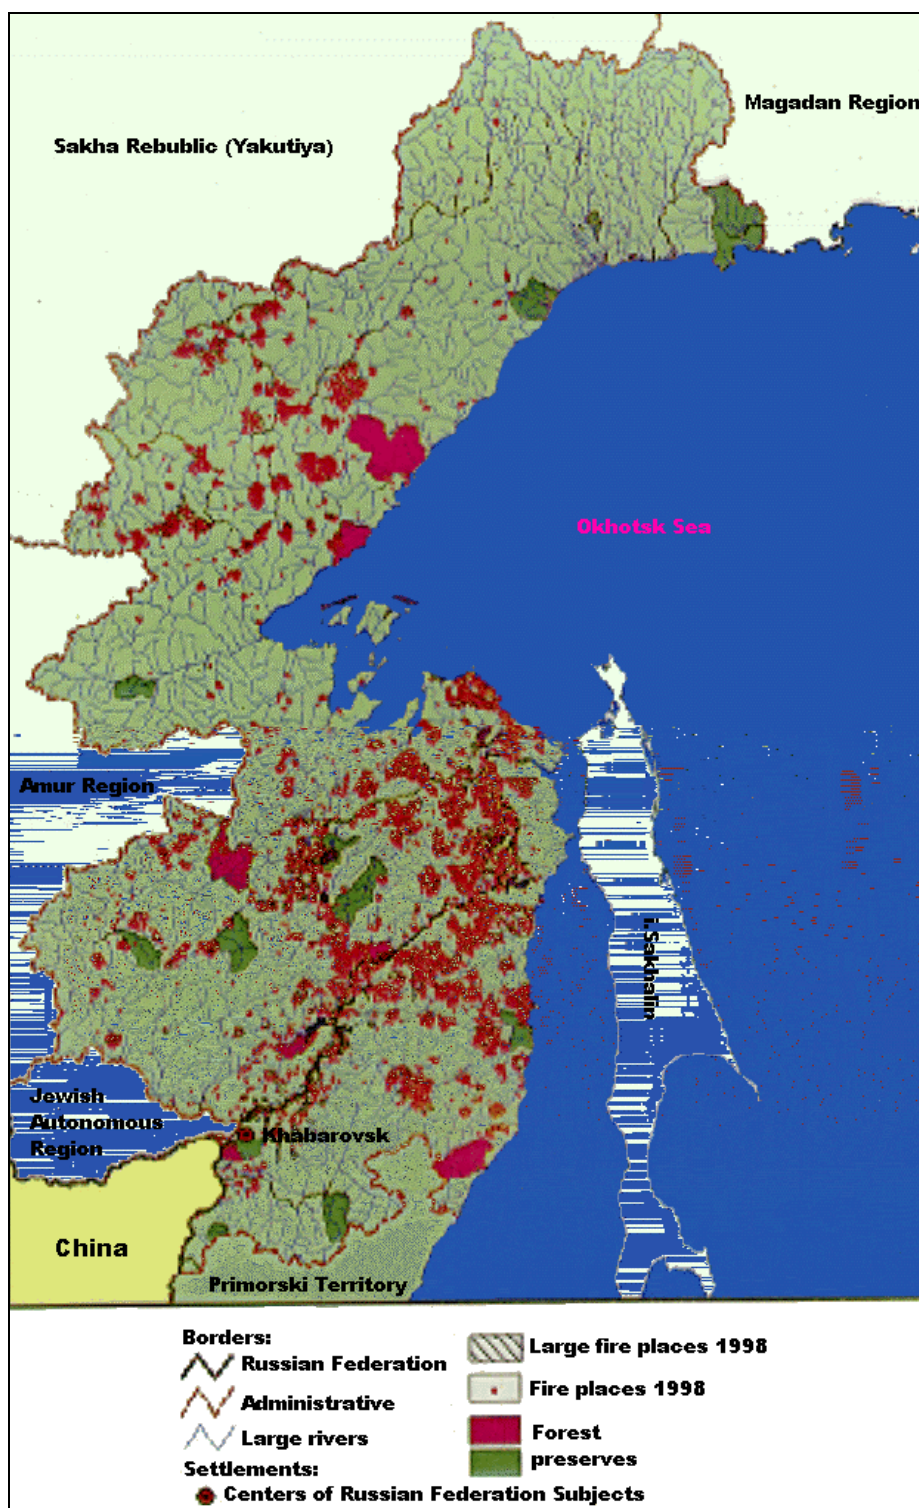 Magadan Region
Sakha Rebublic (Yakutiya)
Okhotsk Sea
Amur Region
i.Sakhalin
Jewish
Autonomous
Region
Khabarovsk
China
Primorski Territory
Borders:
Russian Federation
Administrative
Large rivers
Settlements:
Centers of Russian Federation Subjects
Large fire places 1998
Fire places 1998
Forest
preserves